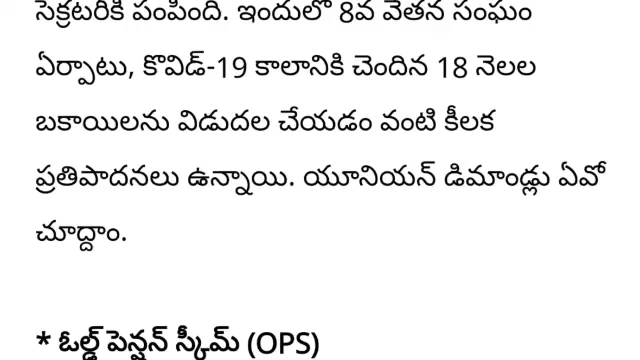 సెక్రటరీకి పంపింది. ఇందులో 8వ వేతన సంఘం
ఏర్పాటు, కొవిడ్-19 కాలానికి చెందిన 18 నెలల
బకాయిలను విడుదల చేయడం వంటి కీలక
ప్రతిపాదనలు ఉన్నాయి. యూనియన్ డిమాండ్లు ఏవో
చూద్దాం.
* ఓల్డ్ పెన్షన్ స్కీమ్ (OPS)